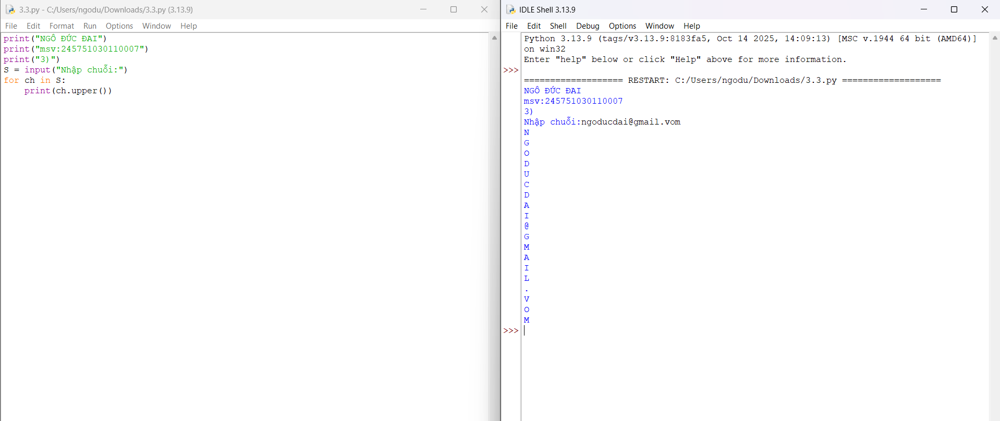 3.3.py - C:/Users/ngodu/Downloads/3.3.py (3.13.9)
File Edit Format Run Options Window Help
print("NGÔ ĐỨC ĐAI")
print("msv:245751030110007")
print("3)")
S = input("Nhập chuỗi:")
for ch in S:
    print(ch.upper())
IDLE Shell 3.13.9
File Edit Shell Debug Options Window Help
Python 3.13.9 (tags/v3.13.9:8183fa5, Oct 14 2025, 14:09:13) [MSC v.1944 64 bit (AMD64)]
on win32
Enter "help" below or click "Help" above for more information.
>>>
=================== RESTART: C:/Users/ngodu/Downloads/3.3.py ===================
NGÔ ĐỨC ĐAI
msv:245751030110007
3)
Nhập chuỗi:ngoducdai@gmail.vom
N
G
O
D
U
C
D
A
I
@
G
M
A
I
L
.
V
O
M
>>>